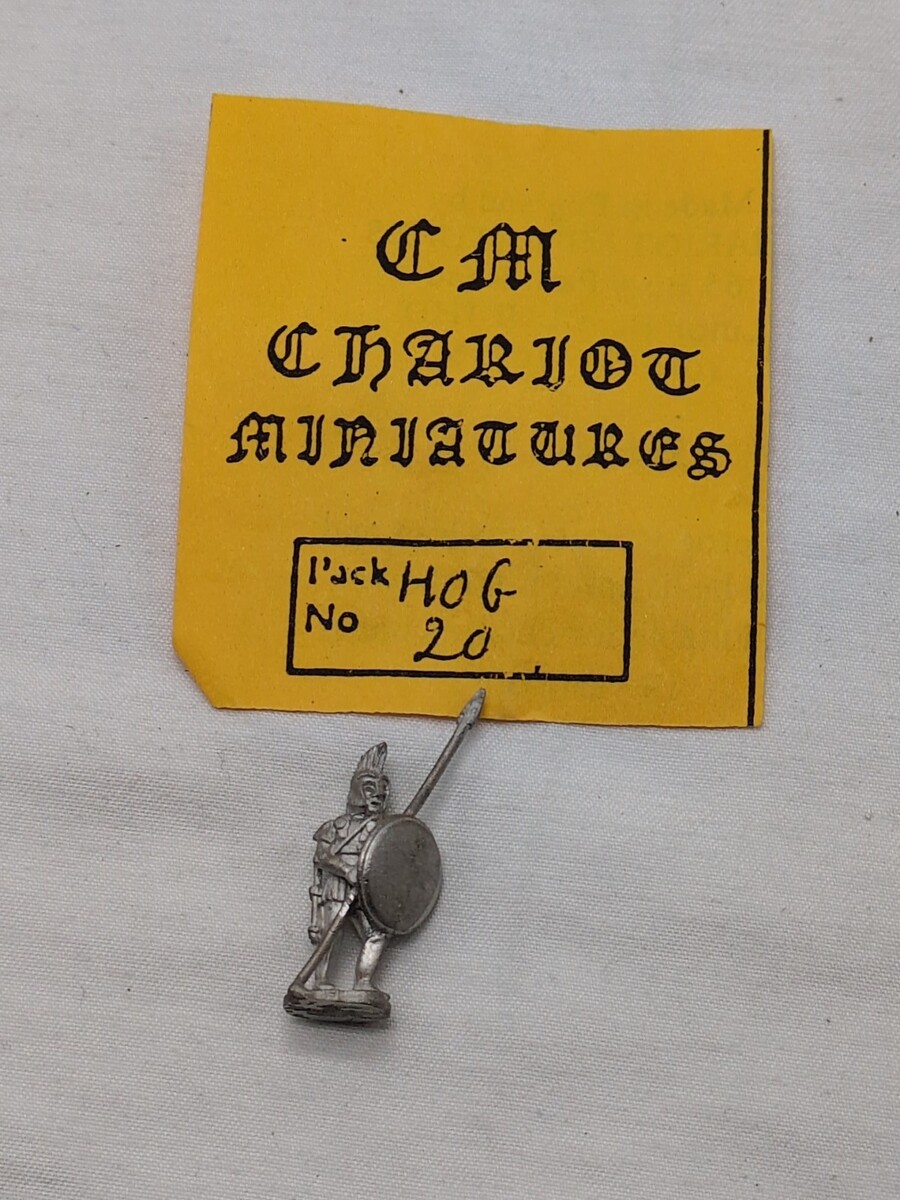 CM
CHARIOT
MINIATURES
Pack HOG
No 20